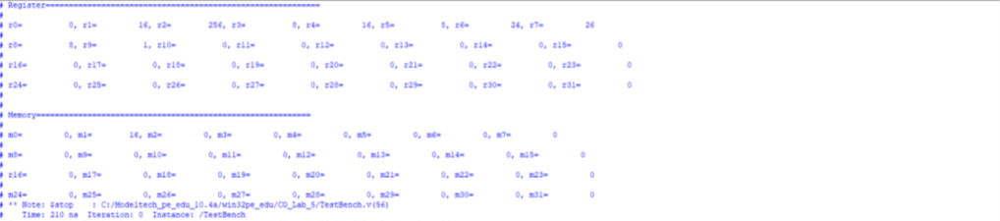 # Register=====================================================
#
# r0=          0, r1=         16, r2=        256, r3=          8, r4=         16, r5=          8, r6=         24, r7=         26
#
# r8=          8, r9=          1, r10=          0, r11=          0, r12=          0, r13=          0, r14=          0, r15=          0
#
# r16=          0, r17=          0, r18=          0, r19=          0, r20=          0, r21=          0, r22=          0, r23=          0
#
# r24=          0, r25=          0, r26=          0, r27=          0, r28=          0, r29=          0, r30=          0, r31=          0
#
#
# Memory=====================================================
#
# m0=          0, m1=         16, m2=          0, m3=          0, m4=          0, m5=          0, m6=          0, m7=          0
#
# m8=          0, m9=          0, m10=          0, m11=          0, m12=          0, m13=          0, m14=          0, m15=          0
#
# r16=          0, m17=          0, m18=          0, m19=          0, m20=          0, m21=          0, m22=          0, m23=          0
#
# m24=          0, m25=          0, m26=          0, m27=          0, m28=          0, m29=          0, m30=          0, m31=          0
# ** Note: $stop    : C:/Modeltech_pe_edu_10.4a/win32pe_edu/CO_Lab_5/TestBench.v(56)
#    Time: 210 ns  Iteration: 0  Instance: /TestBench